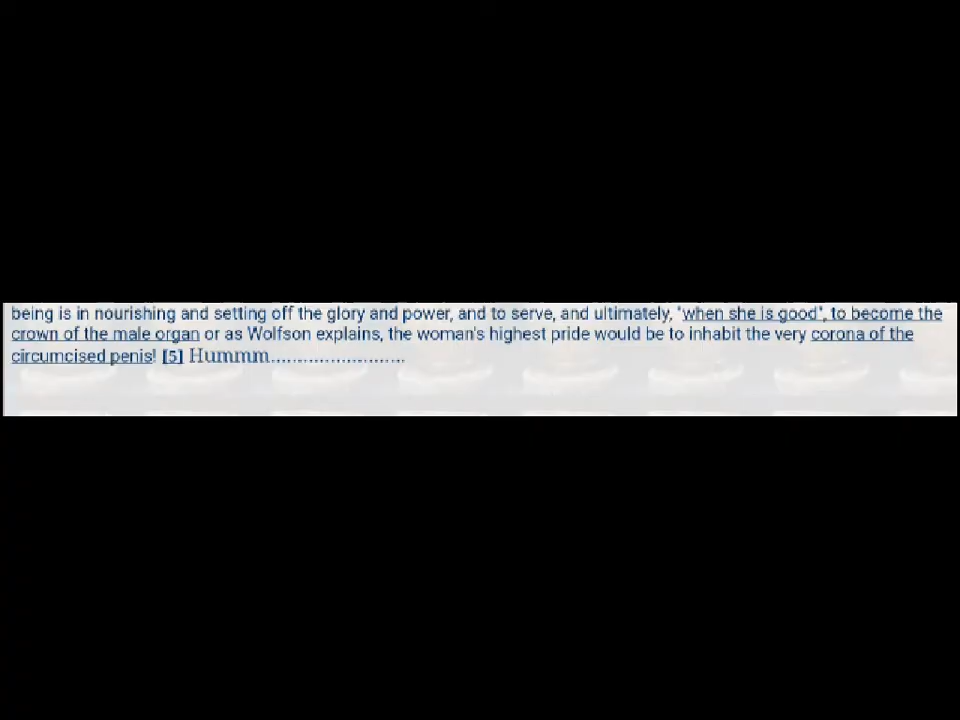 being is in nourishing and setting off the glory and power, and to serve, and ultimately, "when she is good", to become the
crown of the male organ or as Wolfson explains, the woman's highest pride would be to inhabit the very corona of the
circumcised penis! [5] Hummm.........................